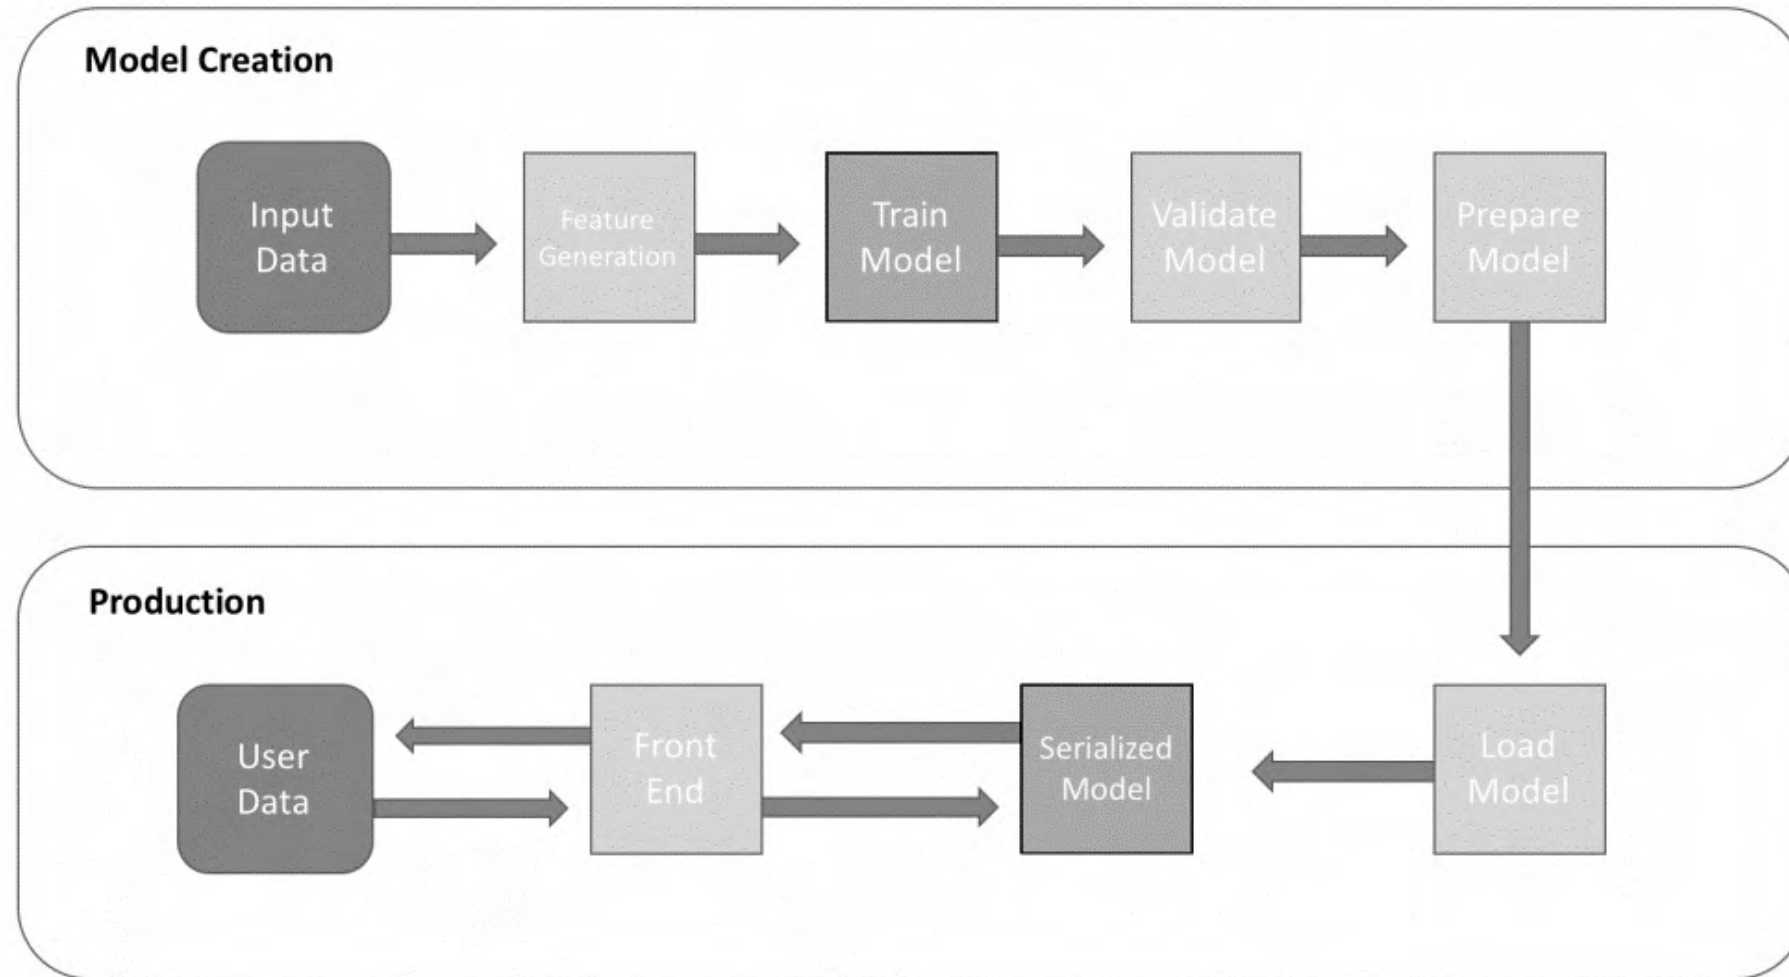 Model Creation
Input
Data
Feature
Generation
Train
Model
Validate
Model
Prepare
Model
Production
User
Data
Front
End
Serialized
Model
Load
Model